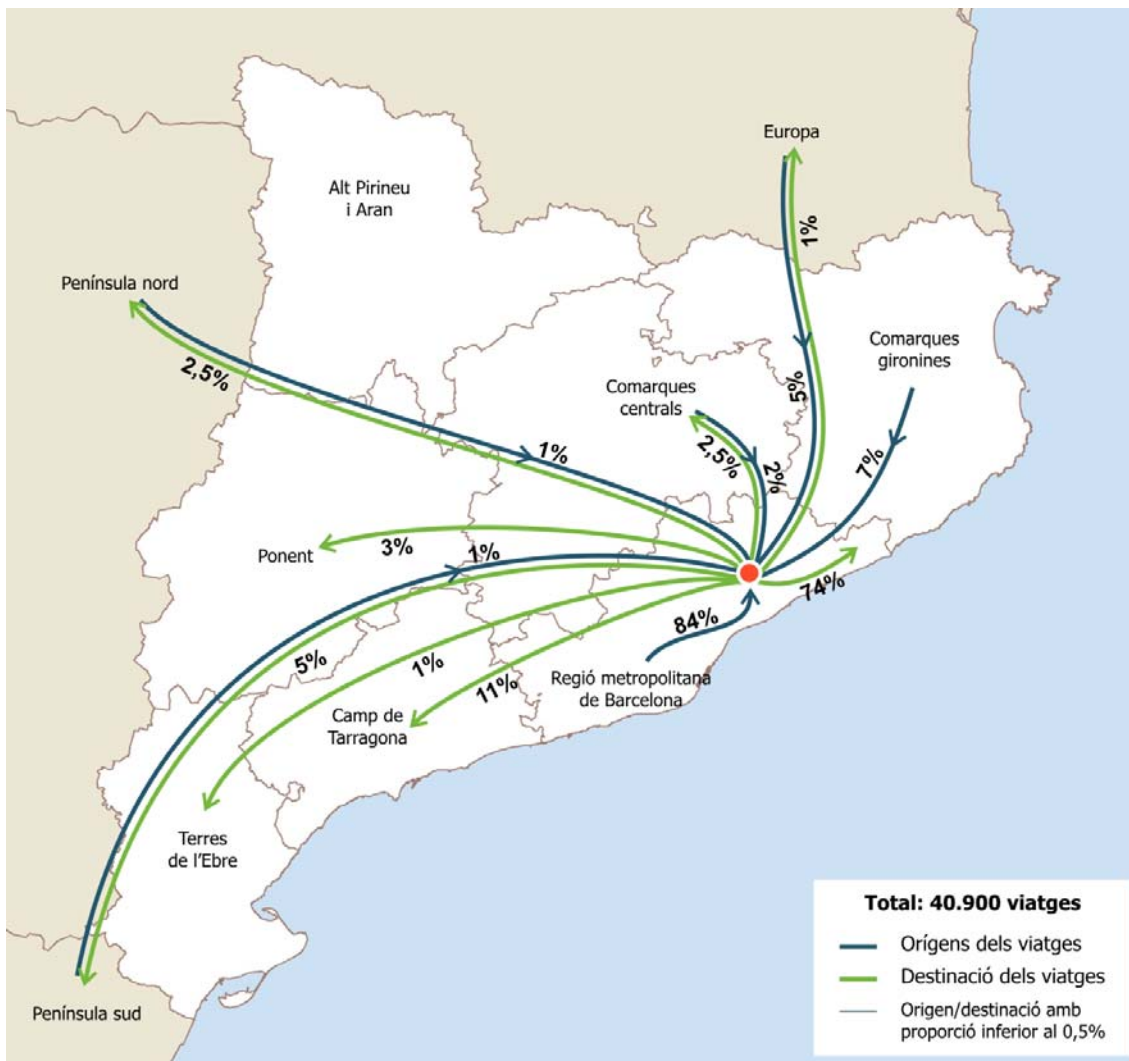 Europa
Alt Pirineu
i Aran
1%
Península nord
2,5%
Comarques
gironines
5%
Comarques
centrals
7%
2,5%
2%
1%
3%
Ponent
1%
74%
84%
5%
1%
11%
Regió metropolitana
de Barcelona
Camp de
Tarragona
Terres
de l'Ebre
Península sud
Total: 40.900 viatges
Orígens dels viatges
Destinació dels viatges
Origen/destinació amb
proporció inferior al 0,5%